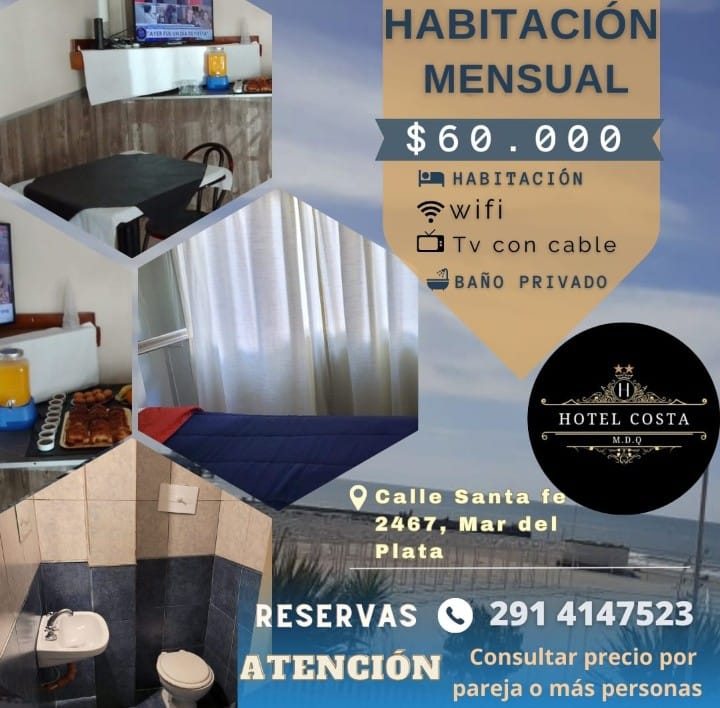 HABITACIÓN
MENSUAL
$60.000
HABITACIÓN
wifi
Tv con cable
BAÑO PRIVADO
H
HOTEL COSTA
M.D.Q
Calle Santa fe
2467, Mar del
Plata
RESERVAS 291 4147523
ATENCIÓN Consultar precio por
pareja o más personas